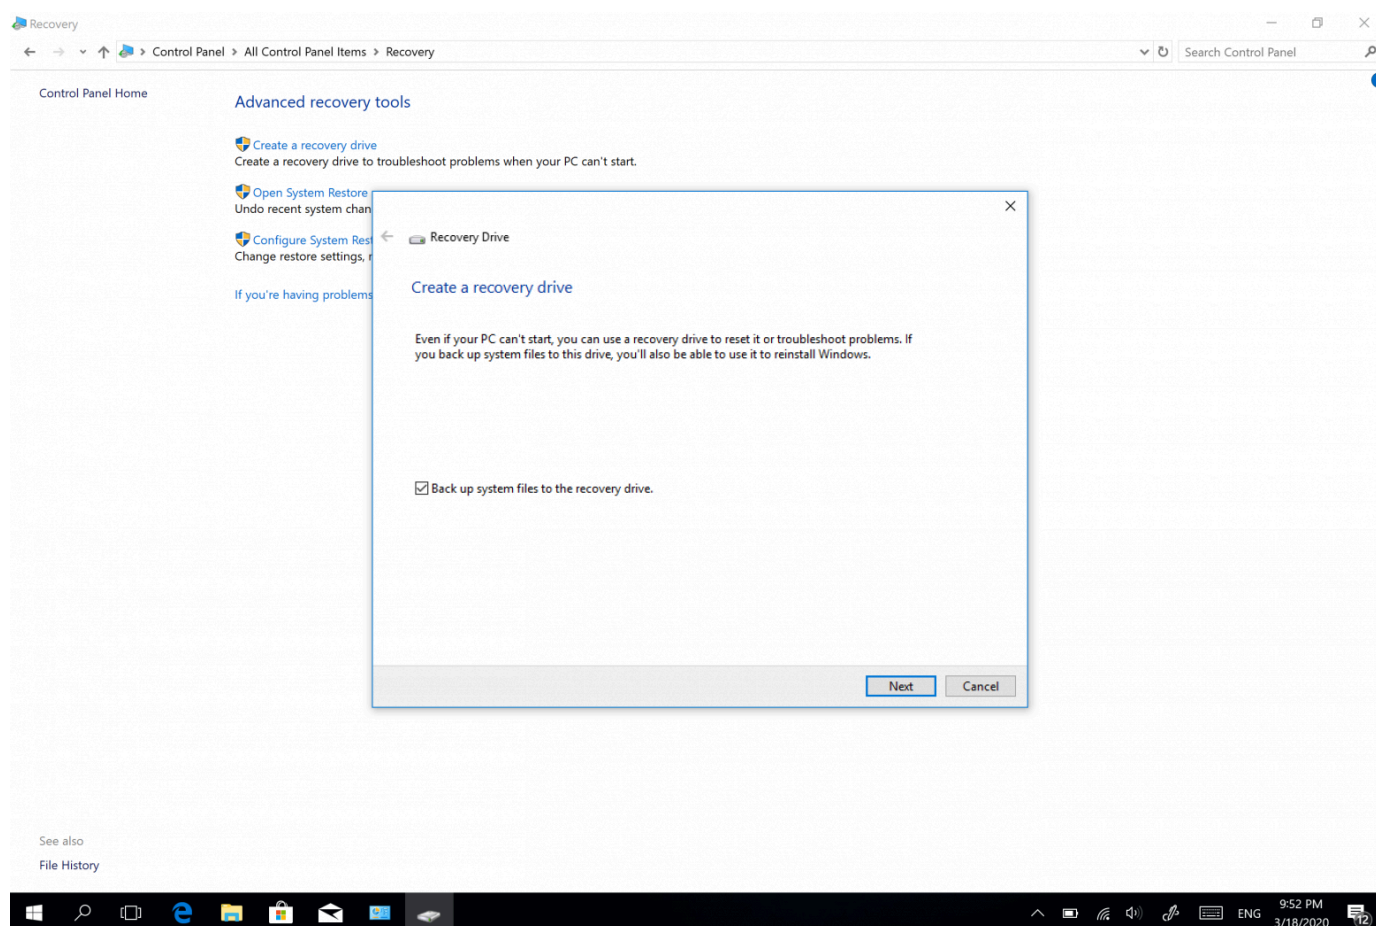 Recovery
Control Panel > All Control Panel Items > Recovery
Search Control Panel
Control Panel Home
Advanced recovery tools
Create a recovery drive
Create a recovery drive to troubleshoot problems when your PC can't start.
Open System Restore
Undo recent system chan
Configure System Rest
Change restore settings, r
If you're having problems
Recovery Drive
Create a recovery drive
Even if your PC can't start, you can use a recovery drive to reset it or troubleshoot problems. If
you back up system files to this drive, you'll also be able to use it to reinstall Windows.
Back up system files to the recovery drive.
Next
Cancel
See also
File History
ENG
9:52 PM
3/18/2020
12